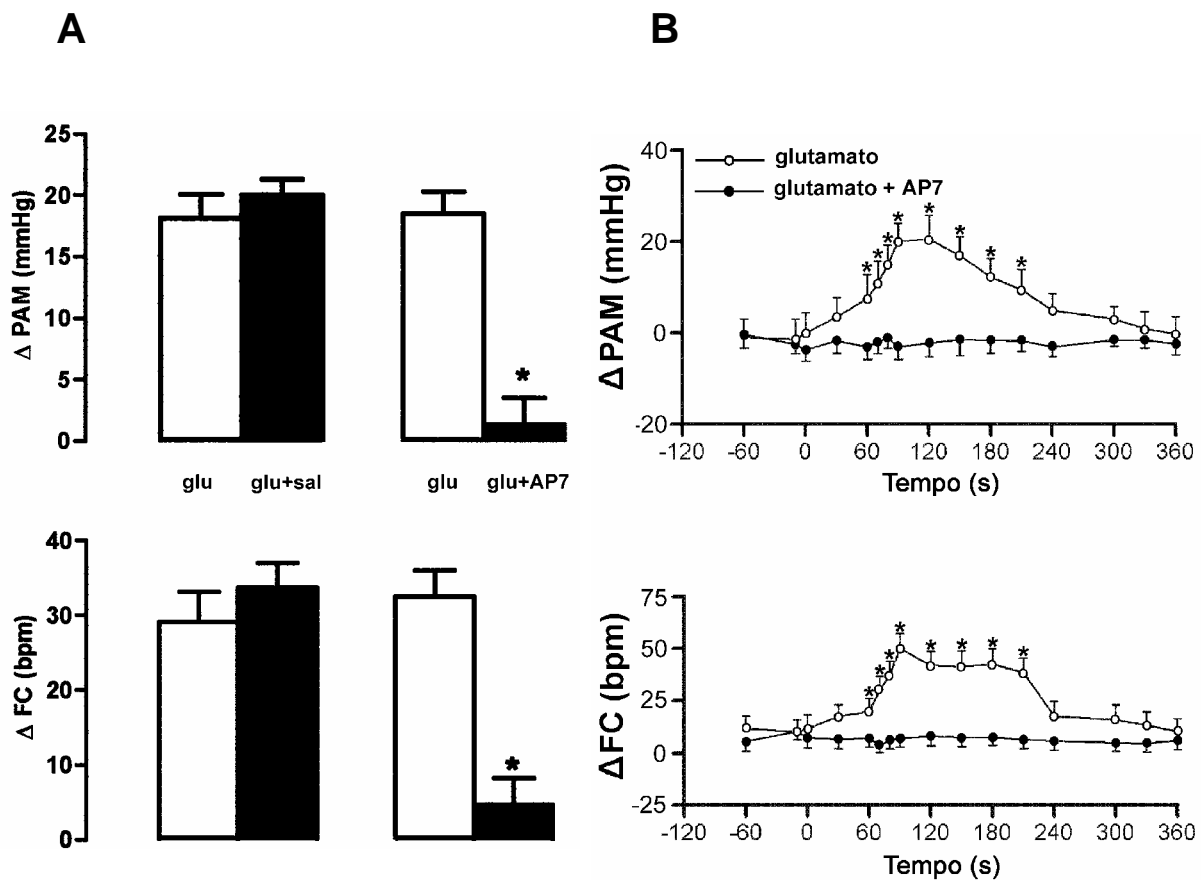 A
Δ PAM (mmHg)
25
20
15
10
5
0
*
glu glu+sal glu glu+AP7
Δ FC (bpm)
40
30
20
10
0
*
B
ΔPAM (mmHg)
40
20
0
-20
glutamato
glutamato + AP7
* * * * * * * *
-120 -60 0 60 120 180 240 300 360
Tempo (s)
ΔFC (bpm)
75
50
25
0
-25
* * * * * * * *
-120 -60 0 60 120 180 240 300 360
Tempo (s)